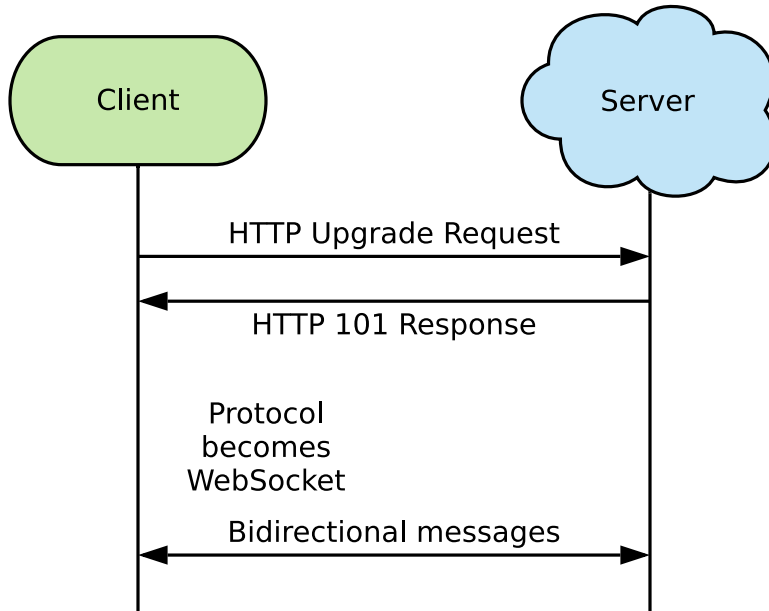 Client
Server
HTTP Upgrade Request
HTTP 101 Response
Protocol
becomes
WebSocket
Bidirectional messages